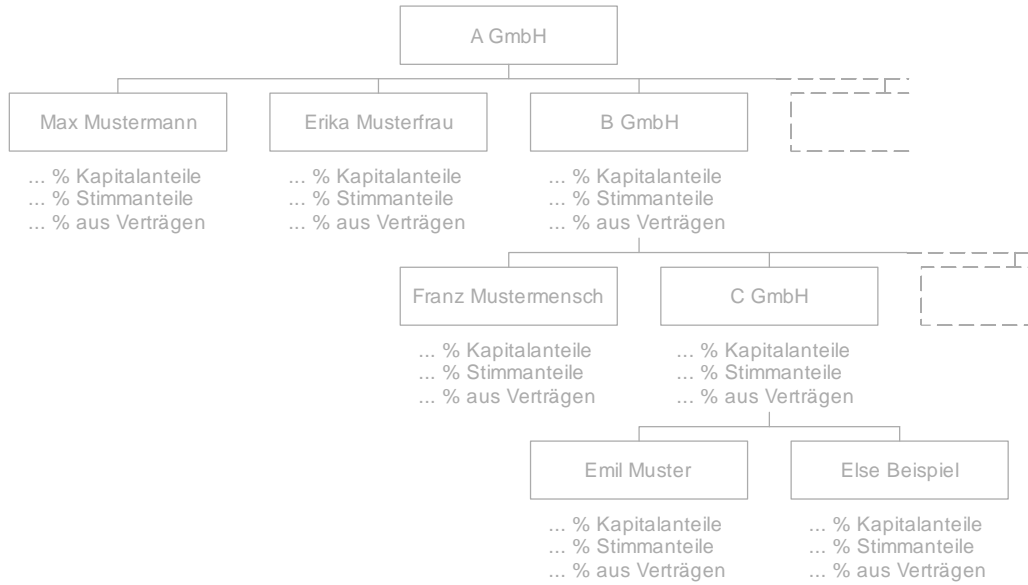 A GmbH
Max Mustermann
Erika Musterfrau
B GmbH
... % Kapitalanteile
... % Stimmanteile
... % aus Verträgen
... % Kapitalanteile
... % Stimmanteile
... % aus Verträgen
... % Kapitalanteile
... % Stimmanteile
... % aus Verträgen
Franz Mustermensch
C GmbH
... % Kapitalanteile
... % Stimmanteile
... % aus Verträgen
... % Kapitalanteile
... % Stimmanteile
... % aus Verträgen
Emil Muster
Else Beispiel
... % Kapitalanteile
... % Stimmanteile
... % aus Verträgen
... % Kapitalanteile
... % Stimmanteile
... % aus Verträgen